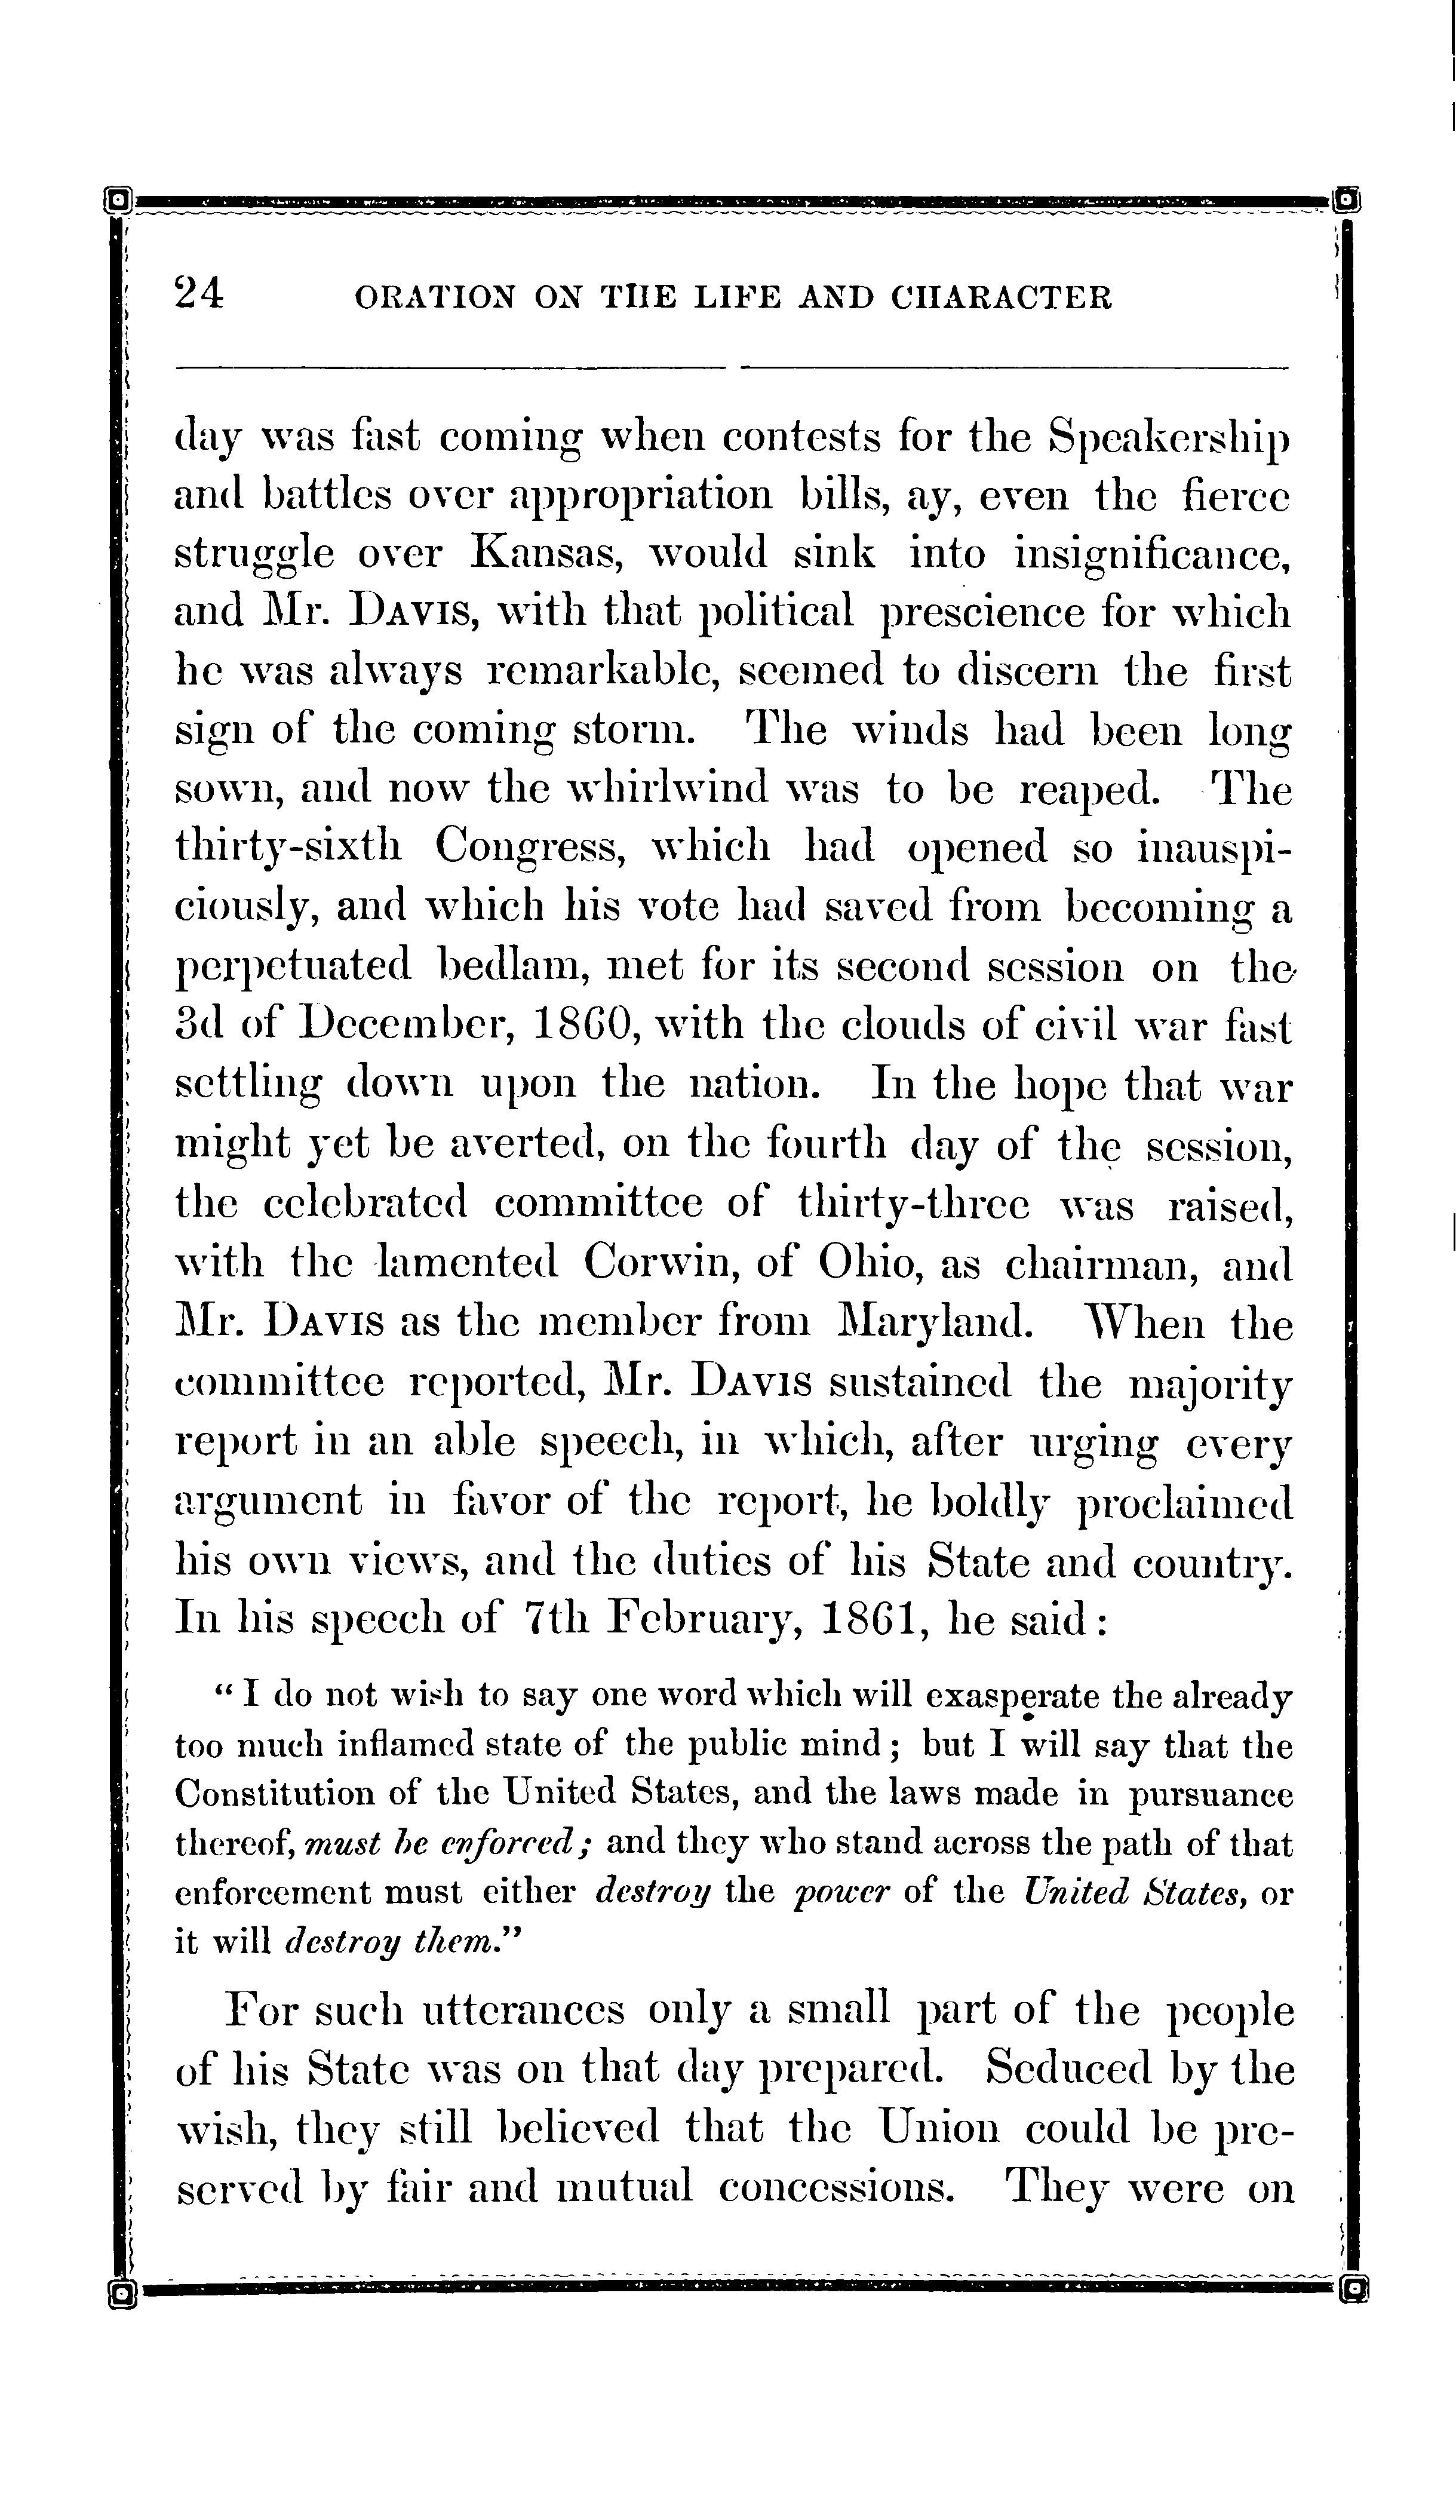 24 ORATION ON THE LIFE AND CHARACTER
day was fast coming when contests for the Speakership
and battles over appropriation bills, ay, even the fierce
struggle over Kansas, would sink into insignificance,
and Mr. DAVIS, with that political prescience for which
he was always remarkable, seemed to discern the first
sign of the coming storm. The winds had been long
sown, and now the whirlwind was to be reaped. The
thirty-sixth Congress, which had opened so inauspi-
ciously, and which his vote had saved from becoming a
perpetuated bedlam, met for its second session on the
3d of December, 1860, with the clouds of civil war fast
settling down upon the nation. In the hope that war
might yet be averted, on the fourth day of the session,
the celebrated committee of thirty-three was raised,
with the lamented Corwin, of Ohio, as chairman, and
Mr. DAVIS as the member from Maryland. When the
committee reported, Mr. DAVIS sustained the majority
report in an able speech, in which, after urging every
argument in favor of the report, he boldly proclaimed
his own views, and the duties of his State and country.
In his speech of 7th February, 1861, he said:
“I do not wish to say one word which will exasperate the already
too much inflamed state of the public mind; but I will say that the
Constitution of the United States, and the laws made in pursuance
thereof, must be enforced; and they who stand across the path of that
enforcement must either destroy the power of the United States, or
it will destroy them.”
For such utterances only a small part of the people
of his State was on that day prepared. Seduced by the
wish, they still believed that the Union could be pre-
served by fair and mutual concessions. They were on